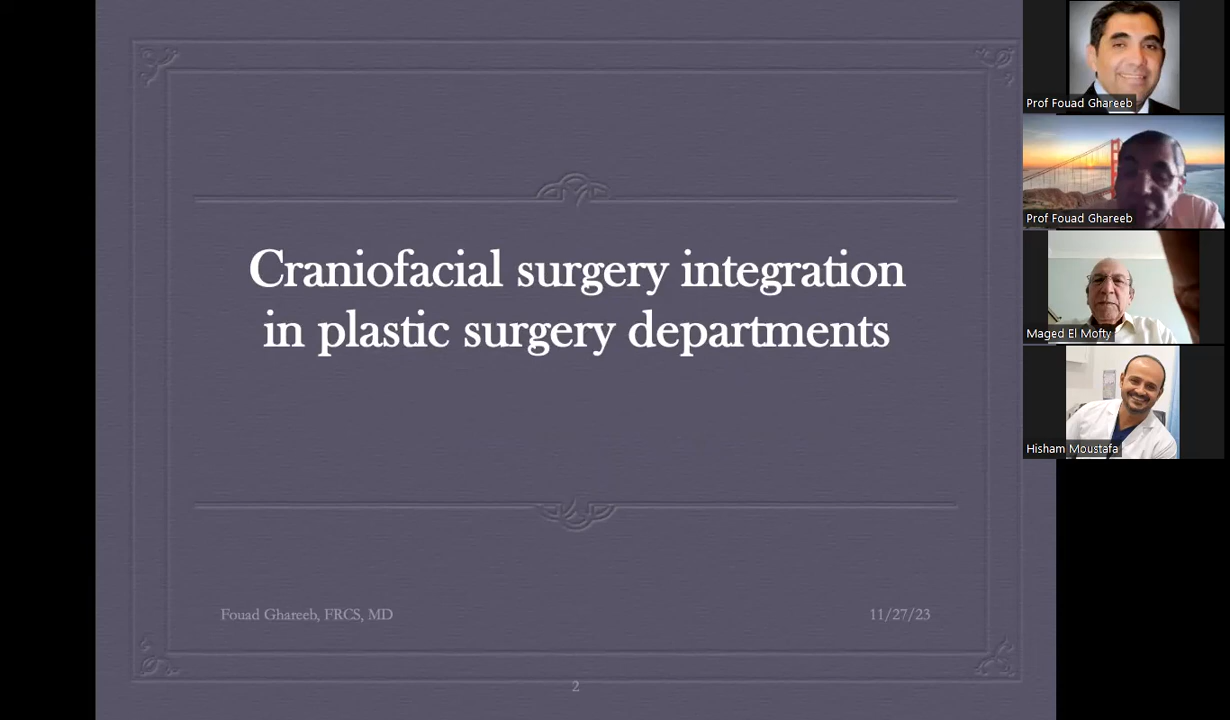 Craniofacial surgery integration
in plastic surgery departments
Fouad Ghareeb, FRCS, MD
11/27/23
2
Prof Fouad Ghareeb
Prof Fouad Ghareeb
Maged El Mofty
Hisham Moustafa